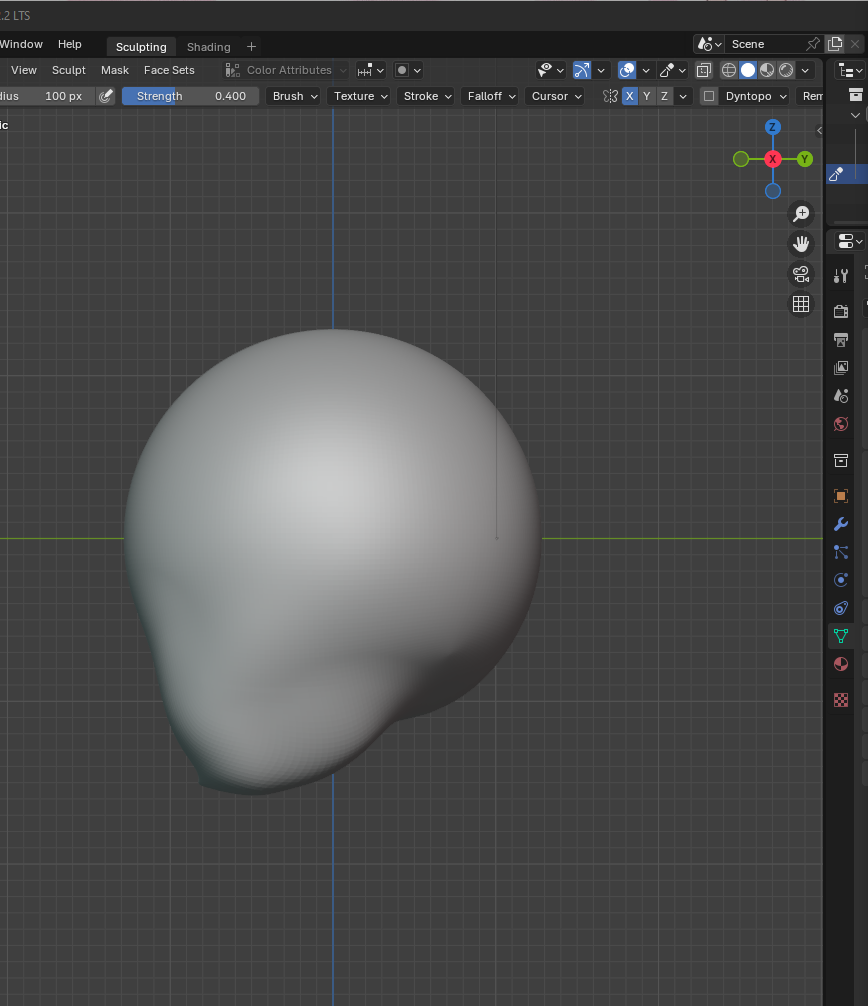 .2 LTS
Window Help Sculpting Shading + Scene
View Sculpt Mask Face Sets Color Attributes
dius 100 px Strength 0.400 Brush Texture Stroke Falloff Cursor X Y Z Dyntopo Rem
ic
Z
X Y